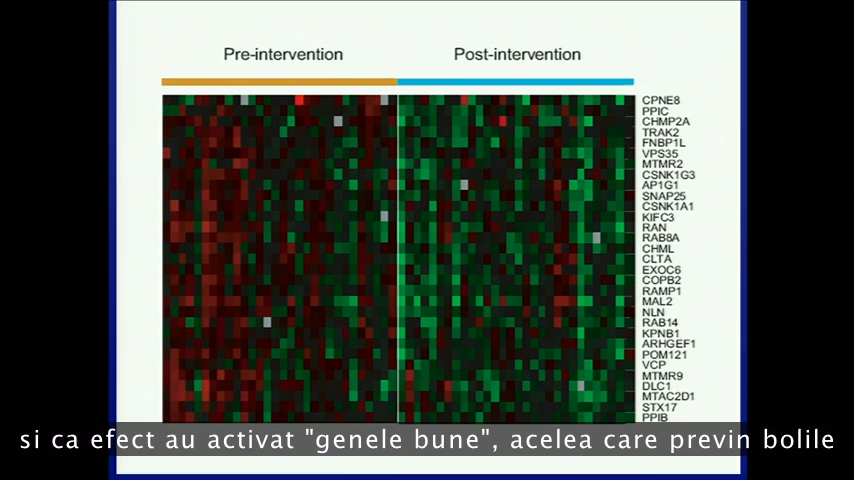 Pre-intervention
Post-intervention
CPNE8
PPIC
CHMP2A
TRAK2
FNBP1L
VPS35
MTMR2
CSNK1G3
AP1G1
SNAP25
CSNK1A1
KIFC3
RAN
RAB8A
CHML
CLTA
EXOC6
COPB2
RAMP1
MAL2
NLN
RAB14
KPNB1
ARHGEF1
POM121
VCP
MTMR9
DLC1
MTAC2D1
STX17
PPIB
si ca efect au activat "genele bune", acelea care previn bolile